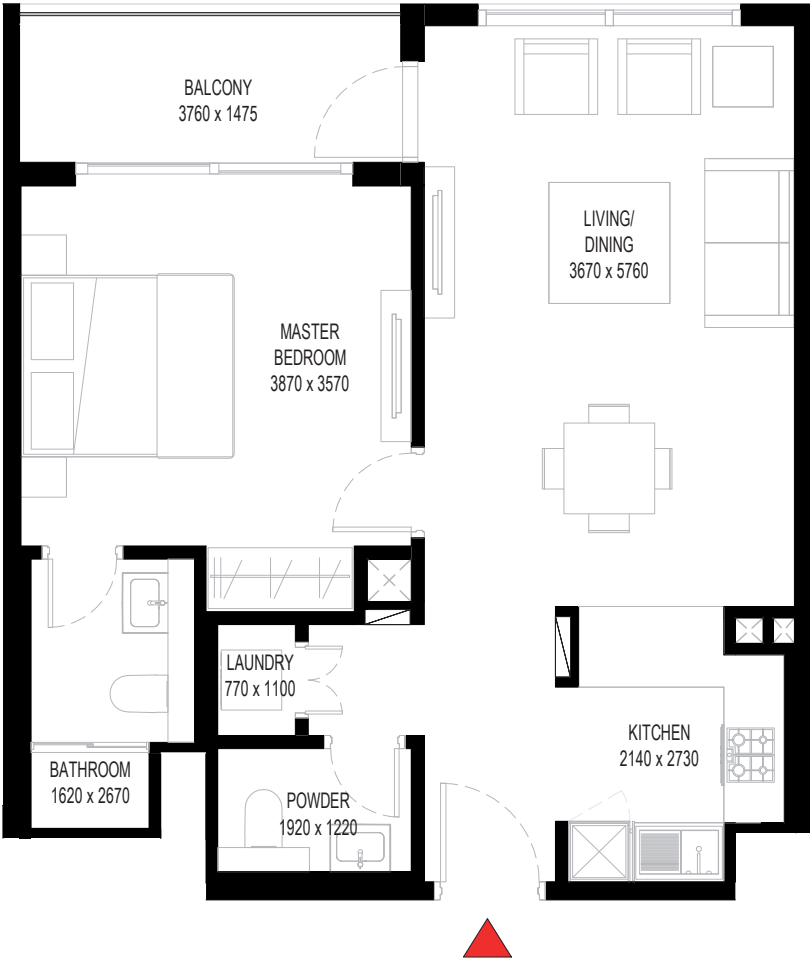 BALCONY
3760 x 1475
LIVING/
DINING
3670 x 5760
MASTER
BEDROOM
3870 x 3570
LAUNDRY
770 x 1100
KITCHEN
2140 x 2730
BATHROOM
1620 x 2670
POWDER
1920 x 1220